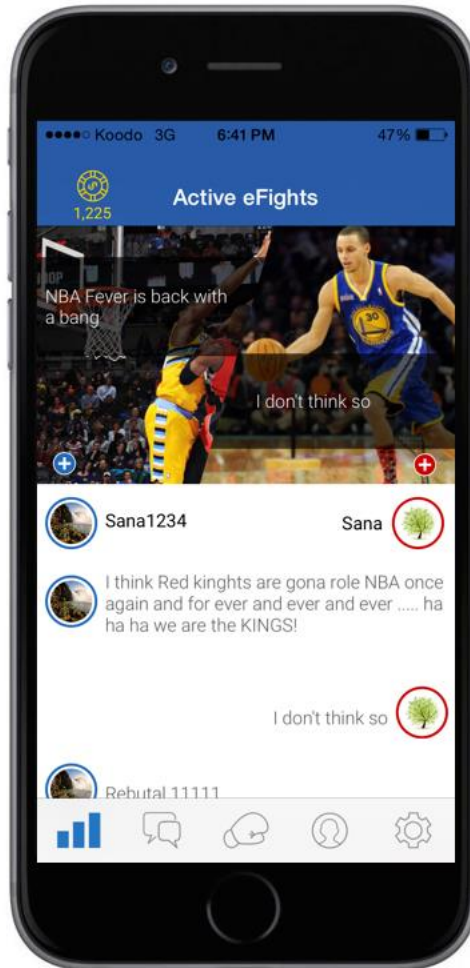 Koodo 3G 6:41 PM 47%
1,225
Active eFights
NBA Fever is back with
a bang
30
I don't think so
Sana1234
Sana
I think Red kinghts are gona role NBA once
again and for ever and ever and ever ..... ha
ha ha we are the KINGS!
I don't think so
Rebutal 11111